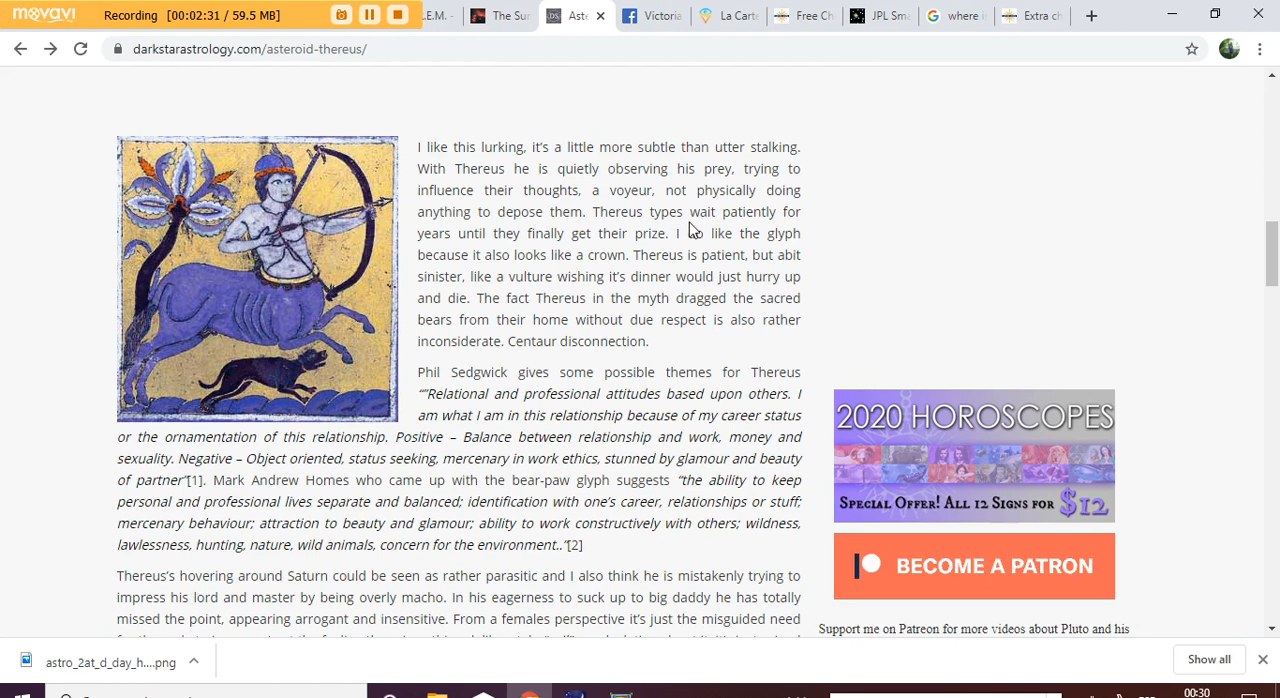 movavi Recording [00:02:31 / 59.5 MB]
L.E.M. - The Sur Aste Victoria La Carte Free Ch JPL Sma where i Extra ch
darkstarastrology.com/asteroid-thereus/
I like this lurking, it's a little more subtle than utter stalking.
With Thereus he is quietly observing his prey, trying to
influence their thoughts, a voyeur, not physically doing
anything to depose them. Thereus types wait patiently for
years until they finally get their prize. I do like the glyph
because it also looks like a crown. Thereus is patient, but abit
sinister, like a vulture wishing it's dinner would just hurry up
and die. The fact Thereus in the myth dragged the sacred
bears from their home without due respect is also rather
inconsiderate. Centaur disconnection.
Phil Sedgwick gives some possible themes for Thereus
“"Relational and professional attitudes based upon others. I
am what I am in this relationship because of my career status
or the ornamentation of this relationship. Positive – Balance between relationship and work, money and
sexuality. Negative – Object oriented, status seeking, mercenary in work ethics, stunned by glamour and beauty
of partner”[1]. Mark Andrew Homes who came up with the bear-paw glyph suggests “the ability to keep
personal and professional lives separate and balanced; identification with one's career, relationships or stuff;
mercenary behaviour; attraction to beauty and glamour; ability to work constructively with others; wildness,
lawlessness, hunting, nature, wild animals, concern for the environment..”[2]
Thereus's hovering around Saturn could be seen as rather parasitic and I also think he is mistakenly trying to
impress his lord and master by being overly macho. In his eagerness to suck up to big daddy he has totally
missed the point, appearing arrogant and insensitive. From a females perspective it's just the misguided need
2020 HOROSCOPES
SPECIAL OFFER! ALL 12 SIGNS FOR $12
BECOME A PATRON
Support me on Patreon for more videos about Pluto and his
astro_2at_d_day_h....png
Show all
00:30